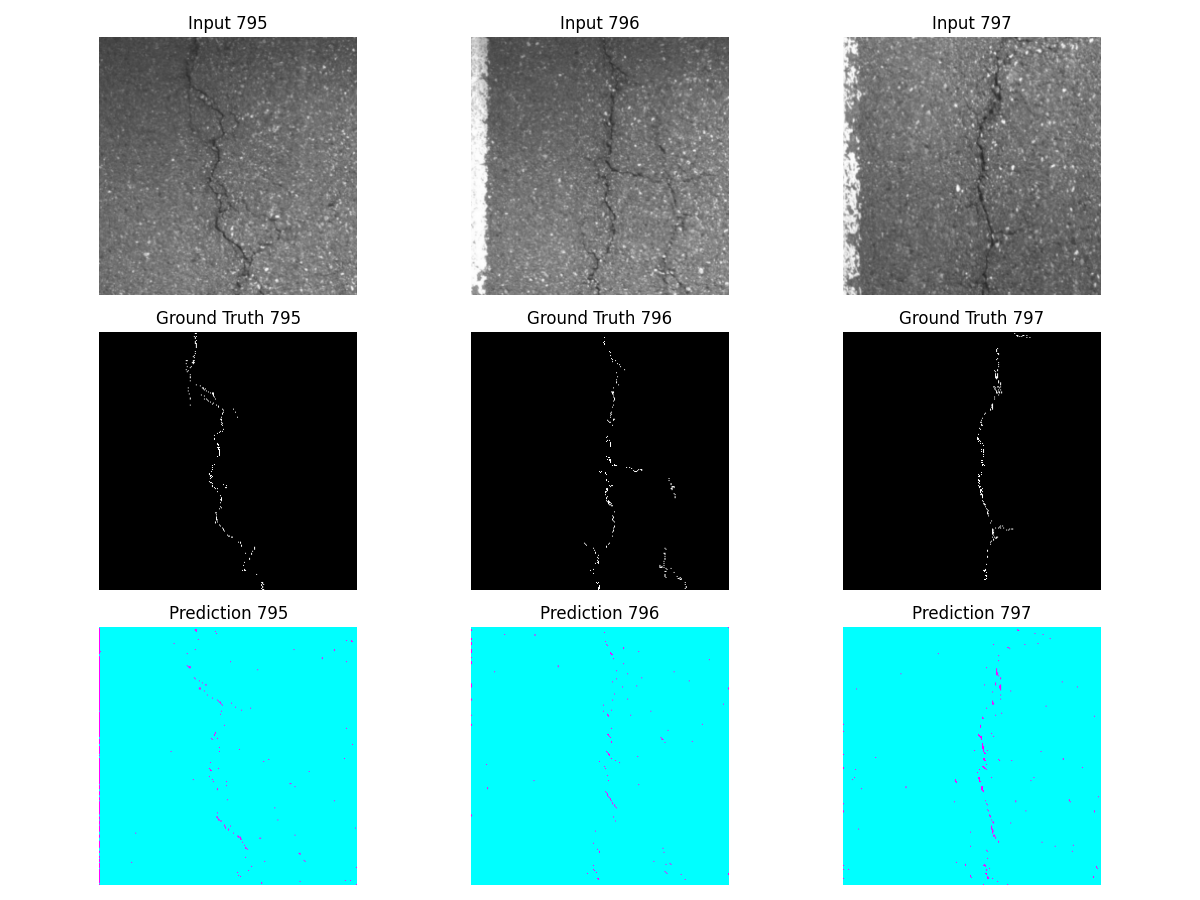 Input 795
Input 796
Input 797
Ground Truth 795
Ground Truth 796
Ground Truth 797
Prediction 795
Prediction 796
Prediction 797